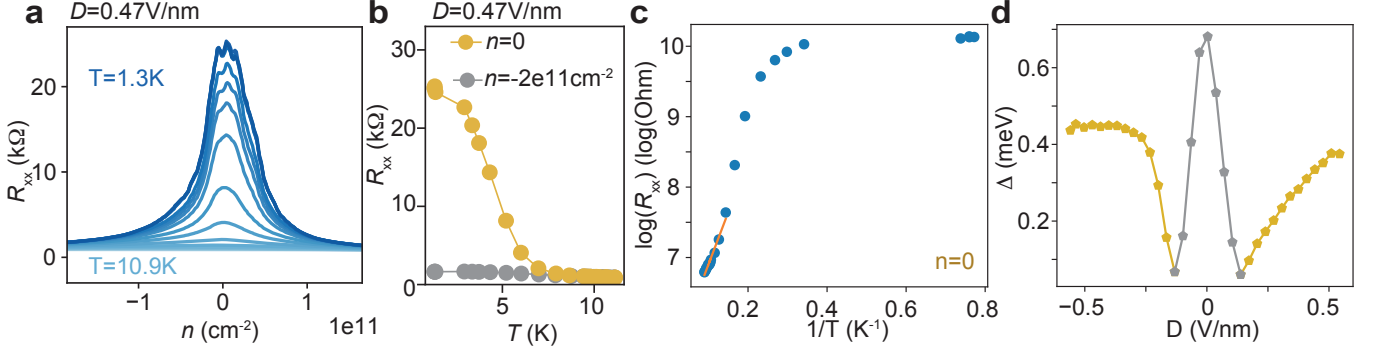 a
D=0.47V/nm
T=1.3K
T=10.9K
Rxx (kΩ)
20
10
0
−1
0
1
1e11
n (cm-2)
b
D=0.47V/nm
n=0
n=-2e11cm-2
Rxx (kΩ)
30
20
10
0
5
10
T (K)
c
log(Rxx) (log(Ohm)
10
9
8
7
n=0
0.2
0.4
0.6
0.8
1/T (K-1)
d
Δ (meV)
0.6
0.4
0.2
−0.5
0
0.5
D (V/nm)